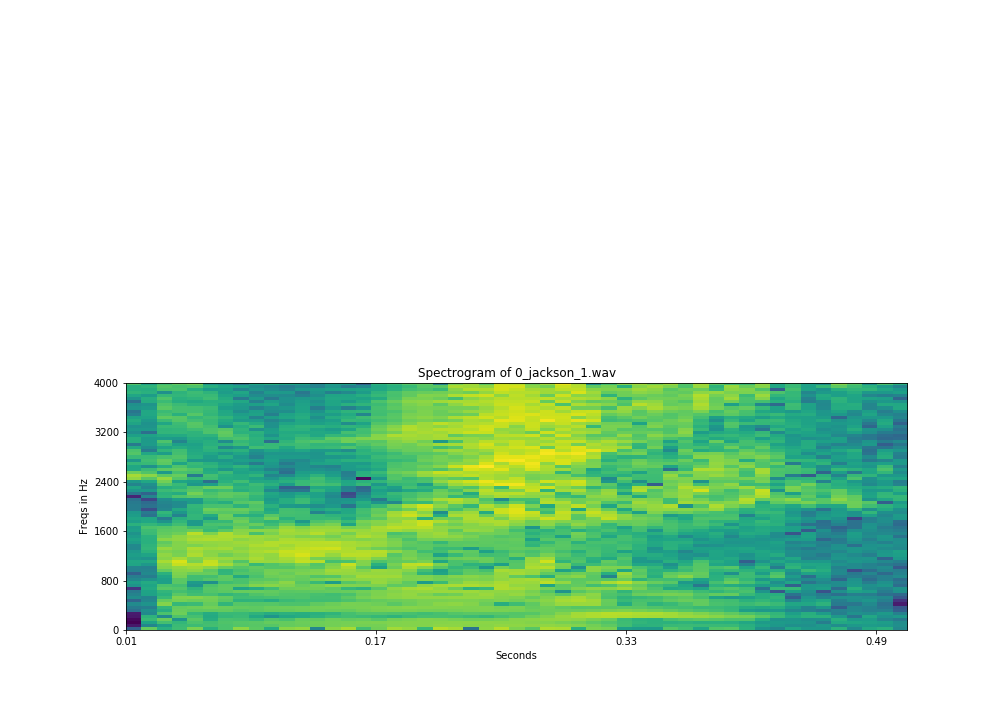 Spectrogram of 0_jackson_1.wav
4000
3200
2400
1600
800
0
Freqs in Hz
0.01 0.17 0.33 0.49
Seconds